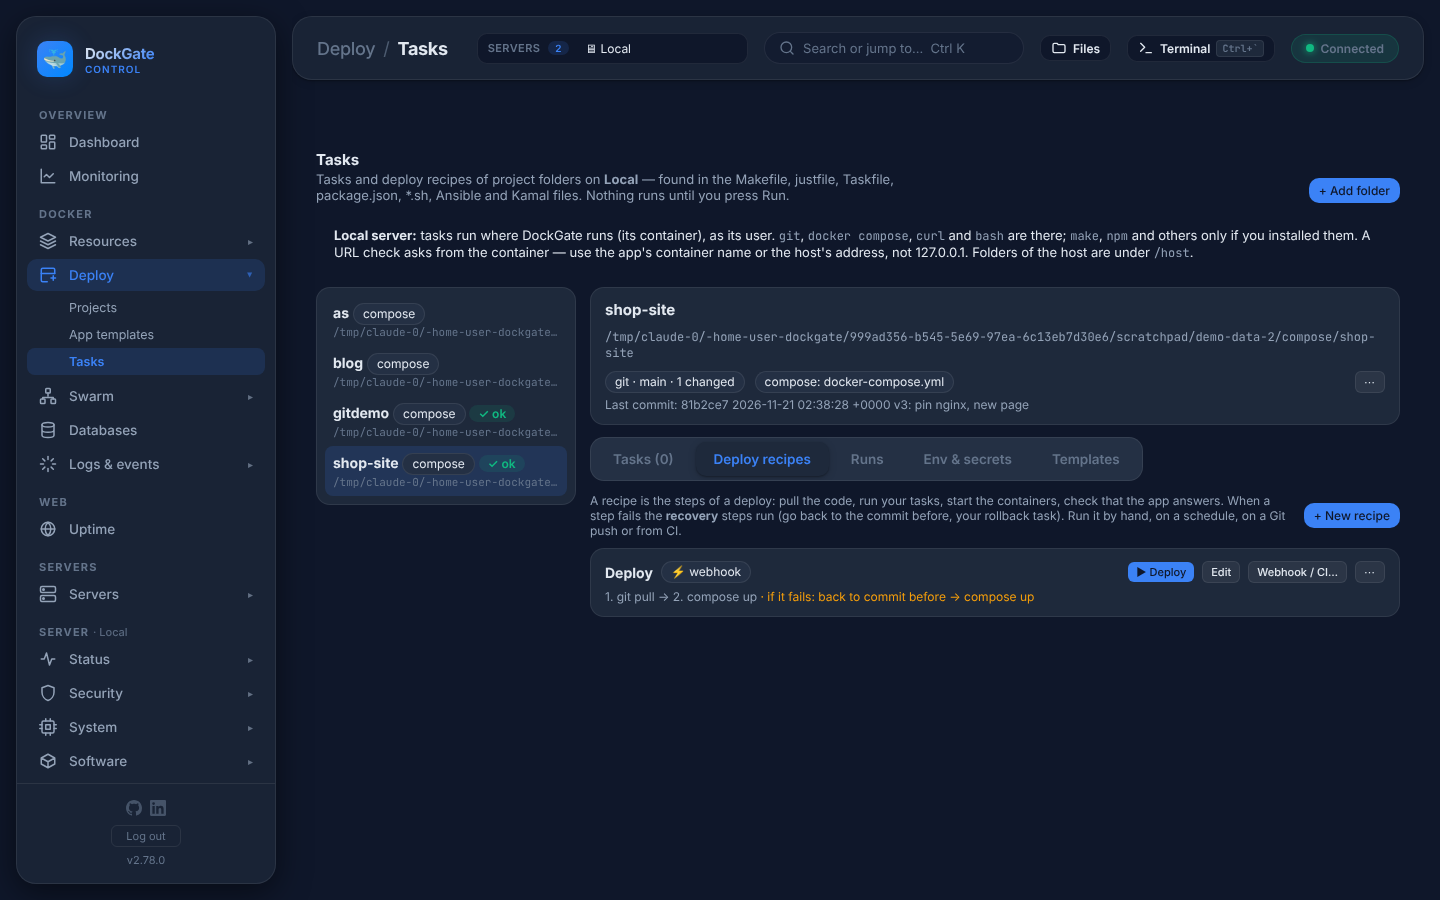 DockGate
CONTROL
OVERVIEW
Dashboard
Monitoring
DOCKER
Resources
Deploy
Projects
App templates
Tasks
Swarm
Databases
Logs & events
WEB
Uptime
SERVERS
Servers
SERVER · Local
Status
Security
System
Software
Log out
v2.78.0
Deploy / Tasks
SERVERS 2 Local
Search or jump to... Ctrl K
Files
Terminal Ctrl+`
Connected
Tasks
Tasks and deploy recipes of project folders on Local — found in the Makefile, justfile, Taskfile,
package.json, *.sh, Ansible and Kamal files. Nothing runs until you press Run.
+ Add folder
Local server: tasks run where DockGate runs (its container), as its user. git, docker compose, curl and bash are there; make, npm and others only if you installed them. A
URL check asks from the container — use the app's container name or the host's address, not 127.0.0.1. Folders of the host are under /host.
as compose
/tmp/claude-0/-home-user-dockgate…
blog compose
/tmp/claude-0/-home-user-dockgate…
gitdemo compose ✓ ok
/tmp/claude-0/-home-user-dockgate…
shop-site compose ✓ ok
/tmp/claude-0/-home-user-dockgate…
shop-site
/tmp/claude-0/-home-user-dockgate/999ad356-b545-5e69-97ea-6c13eb7d30e6/scratchpad/demo-data-2/compose/shop-
site
git · main · 1 changed compose: docker-compose.yml ···
Last commit: 81b2ce7 2026-11-21 02:38:28 +0000 v3: pin nginx, new page
Tasks (0) Deploy recipes Runs Env & secrets Templates
A recipe is the steps of a deploy: pull the code, run your tasks, start the containers, check that the app answers. When a
step fails the recovery steps run (go back to the commit before, your rollback task). Run it by hand, on a schedule, on a Git
push or from CI.
+ New recipe
Deploy ⚡ webhook ▶ Deploy Edit Webhook / CI... ···
1. git pull → 2. compose up · if it fails: back to commit before → compose up